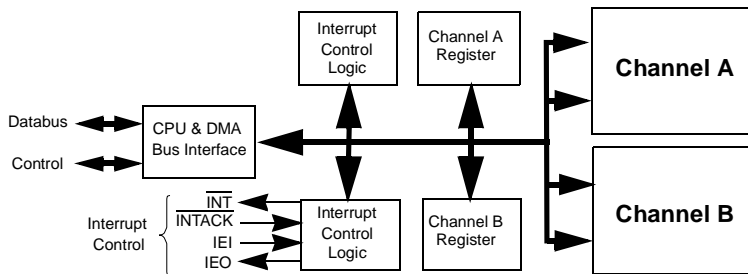 Interrupt
Control
Logic
Channel A
Register
Channel A
Databus
Control
CPU & DMA
Bus Interface
Interrupt
Control
INT
INTACK
IEI
IEO
Interrupt
Control
Logic
Channel B
Register
Channel B